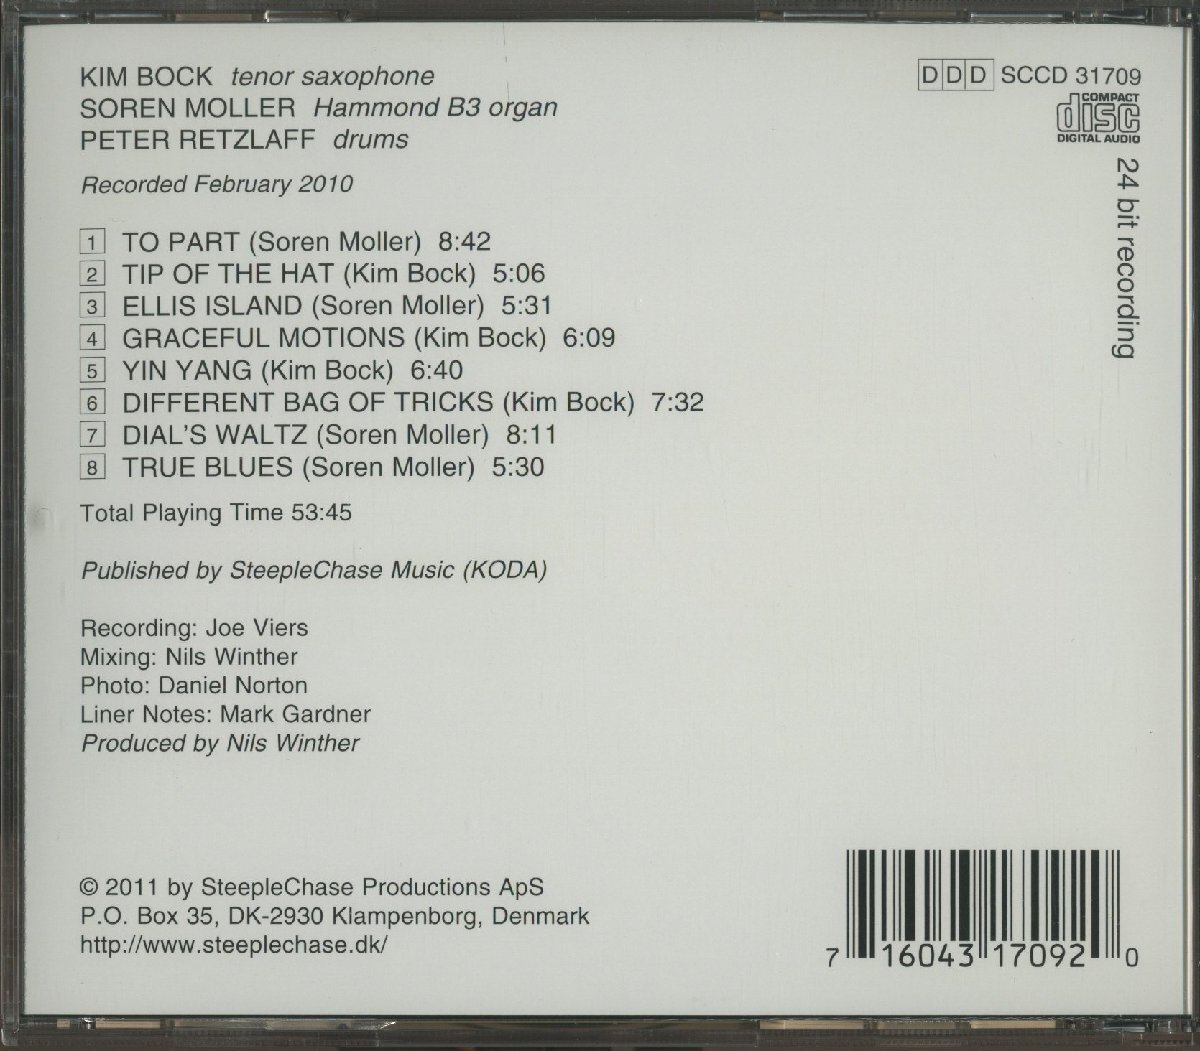 KIM BOCK tenor saxophone
SOREN MOLLER Hammond B3 organ
PETER RETZLAFF drums
Recorded February 2010
DDD SCCD 31709
COMPACT
disc
DIGITAL AUDIO
24 bit recording
1 TO PART (Soren Moller) 8:42
2 TIP OF THE HAT (Kim Bock) 5:06
3 ELLIS ISLAND (Soren Moller) 5:31
4 GRACEFUL MOTIONS (Kim Bock) 6:09
5 YIN YANG (Kim Bock) 6:40
6 DIFFERENT BAG OF TRICKS (Kim Bock) 7:32
7 DIAL'S WALTZ (Soren Moller) 8:11
8 TRUE BLUES (Soren Moller) 5:30
Total Playing Time 53:45
Published by SteepleChase Music (KODA)
Recording: Joe Viers
Mixing: Nils Winther
Photo: Daniel Norton
Liner Notes: Mark Gardner
Produced by Nils Winther
© 2011 by SteepleChase Productions ApS
P.O. Box 35, DK-2930 Klampenborg, Denmark
http://www.steeplechase.dk/
7 16043 17092 0